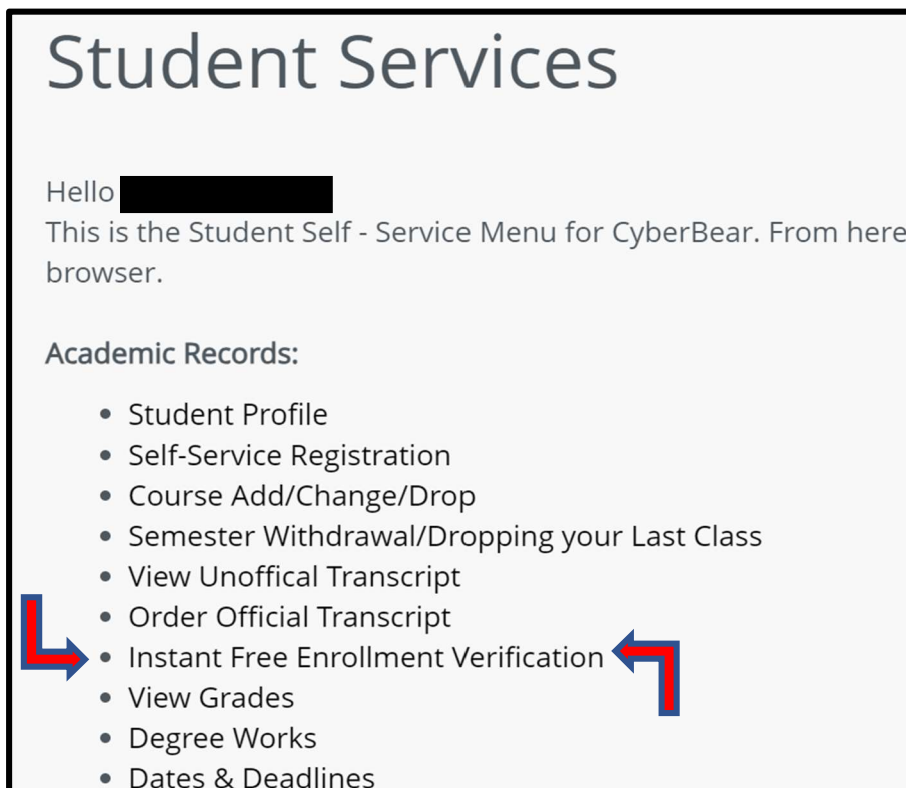 Student Services
Hello
This is the Student Self - Service Menu for CyberBear. From here
browser.
Academic Records:
• Student Profile
• Self-Service Registration
• Course Add/Change/Drop
• Semester Withdrawal/Dropping your Last Class
• View Unoffical Transcript
• Order Official Transcript
• Instant Free Enrollment Verification
• View Grades
• Degree Works
• Dates & Deadlines